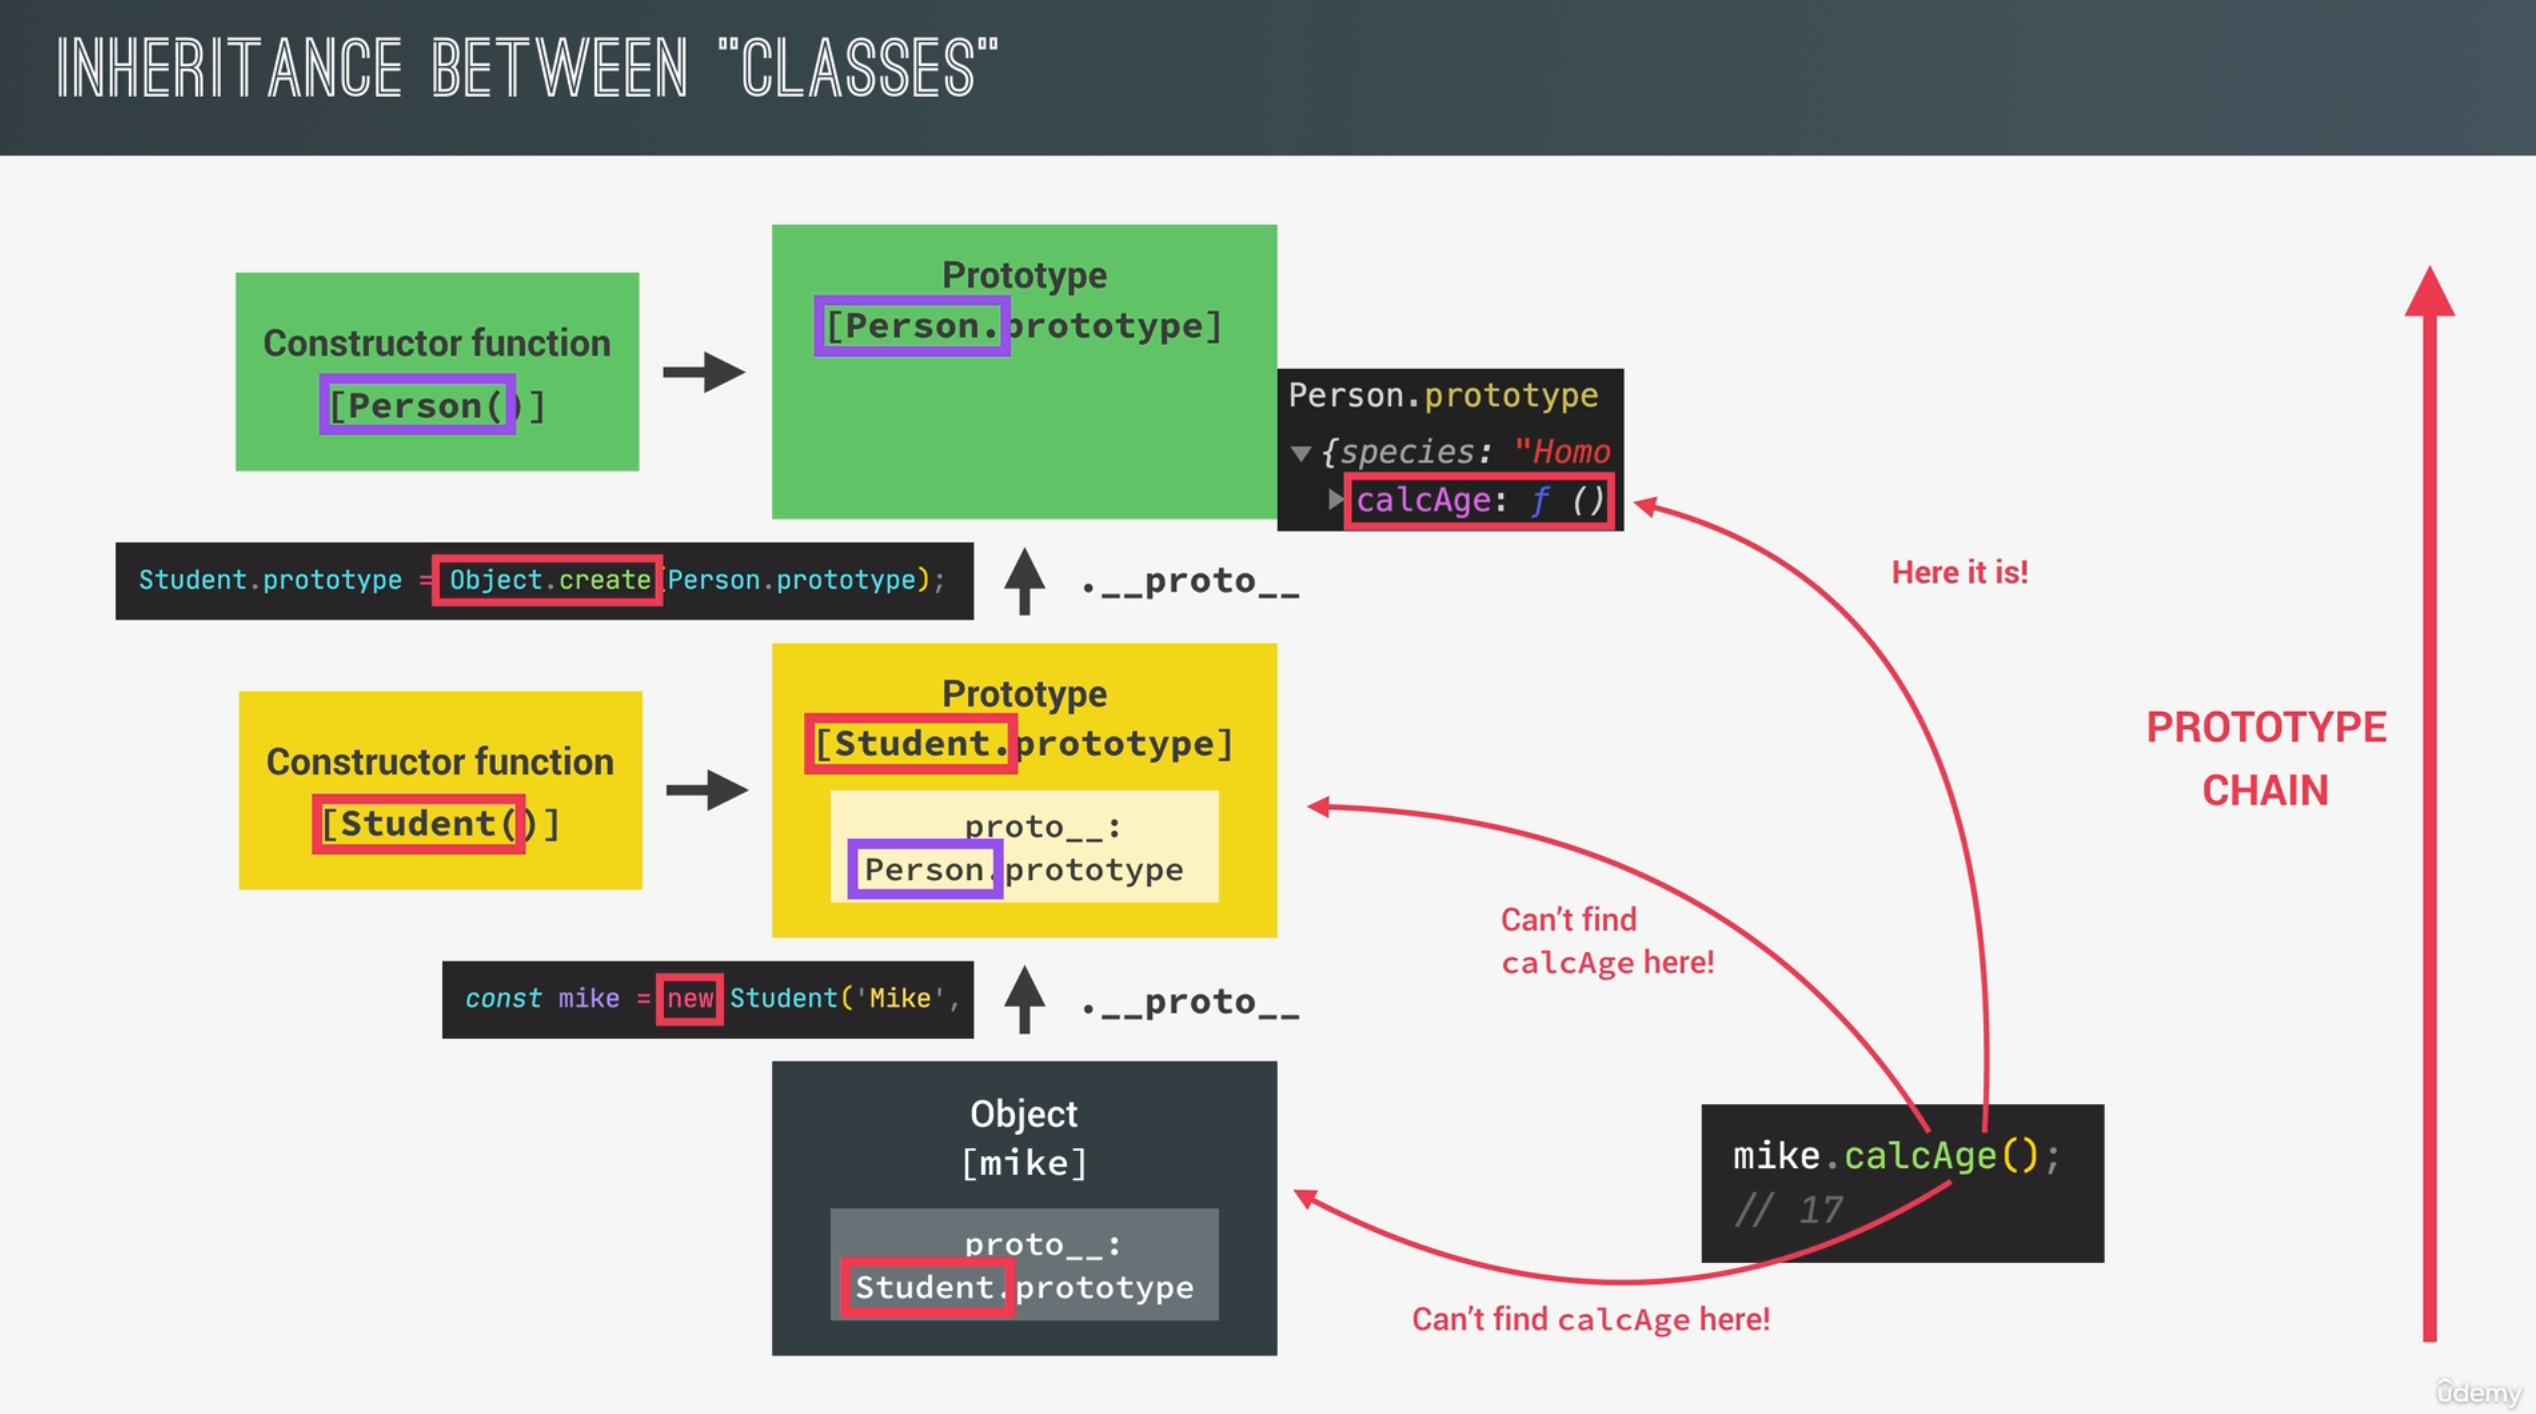 INHERITANCE BETWEEN "CLASSES"
Prototype
[Person.prototype]
Constructor function
[Person()]
Person.prototype
{species: "Homo
calcAge: ƒ ()
Here it is!
Student.prototype = Object.create(Person.prototype);
.__proto__
Prototype
[Student.prototype]
Constructor function
[Student()]
proto__:
Person.prototype
PROTOTYPE
CHAIN
Can't find
calcAge here!
const mike = new Student('Mike',
.__proto__
Object
[mike]
proto__:
Student.prototype
mike.calcAge();
// 17
Can't find calcAge here!
ûdemy